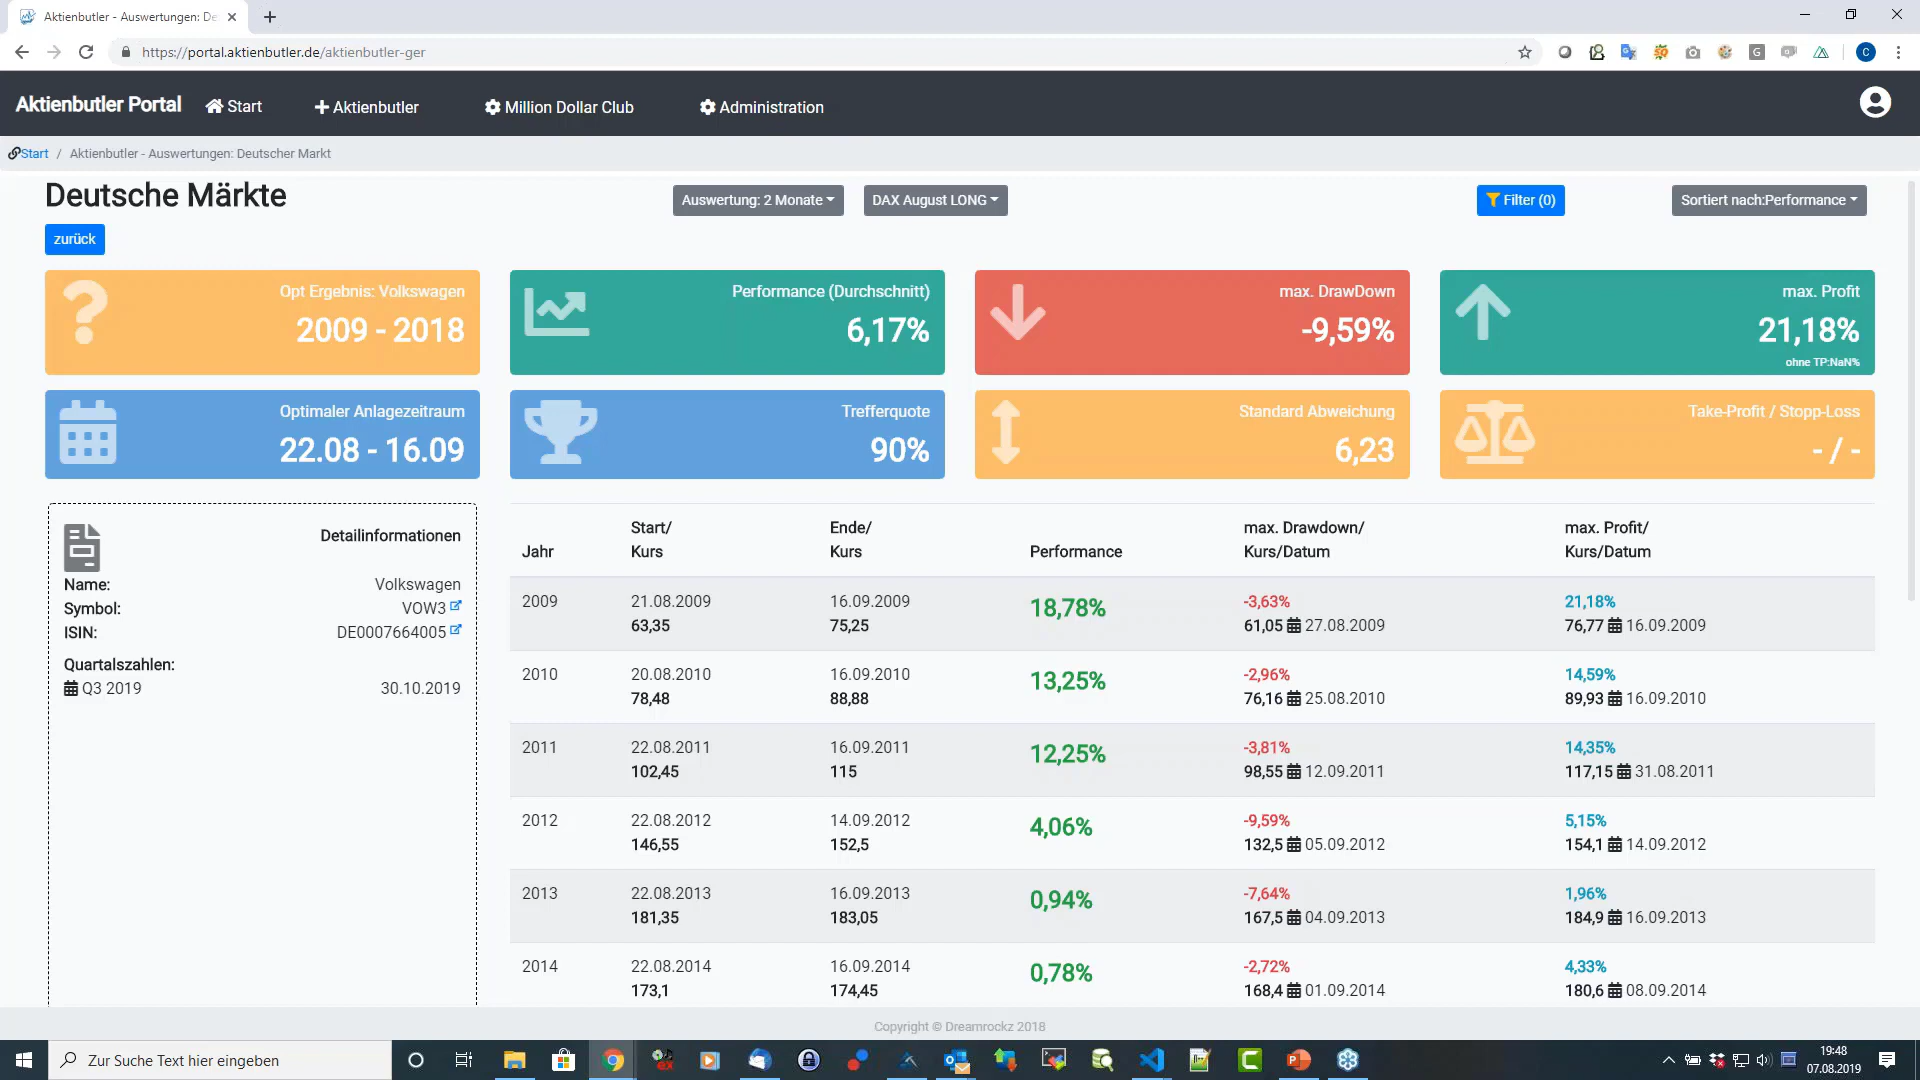 Aktienbutler - Auswertungen: De
https://portal.aktienbutler.de/aktienbutler-ger
C
Aktienbutler Portal Start Aktienbutler Million Dollar Club Administration
Start / Aktienbutler - Auswertungen: Deutscher Markt
Deutsche Märkte
Auswertung: 2 Monate DAX August LONG Filter (0) Sortiert nach:Performance
zurück
Opt Ergebnis: Volkswagen
2009 - 2018
Performance (Durchschnitt)
6,17%
max. DrawDown
-9,59%
max. Profit
21,18%
ohne TP:NaN%
Optimaler Anlagezeitraum
22.08 - 16.09
Trefferquote
90%
Standard Abweichung
6,23
Take-Profit / Stopp-Loss
- / -
Detailinformationen
Name: Volkswagen
Symbol: VOW3
ISIN: DE0007664005
Quartalszahlen:
Q3 2019 30.10.2019
Start/ Ende/ max. Drawdown/ max. Profit/
Jahr Kurs Kurs Performance Kurs/Datum Kurs/Datum
2009 21.08.2009 16.09.2009 18,78% -3,63% 21,18%
63,35 75,25 61,05 27.08.2009 76,77 16.09.2009
2010 20.08.2010 16.09.2010 13,25% -2,96% 14,59%
78,48 88,88 76,16 25.08.2010 89,93 16.09.2010
2011 22.08.2011 16.09.2011 12,25% -3,81% 14,35%
102,45 115 98,55 12.09.2011 117,15 31.08.2011
2012 22.08.2012 14.09.2012 4,06% -9,59% 5,15%
146,55 152,5 132,5 05.09.2012 154,1 14.09.2012
2013 22.08.2013 16.09.2013 0,94% -7,64% 1,96%
181,35 183,05 167,5 04.09.2013 184,9 16.09.2013
2014 22.08.2014 16.09.2014 0,78% -2,72% 4,33%
173,1 174,45 168,4 01.09.2014 180,6 08.09.2014
Copyright © Dreamrockz 2018
Zur Suche Text hier eingeben
19:48
07.08.2019